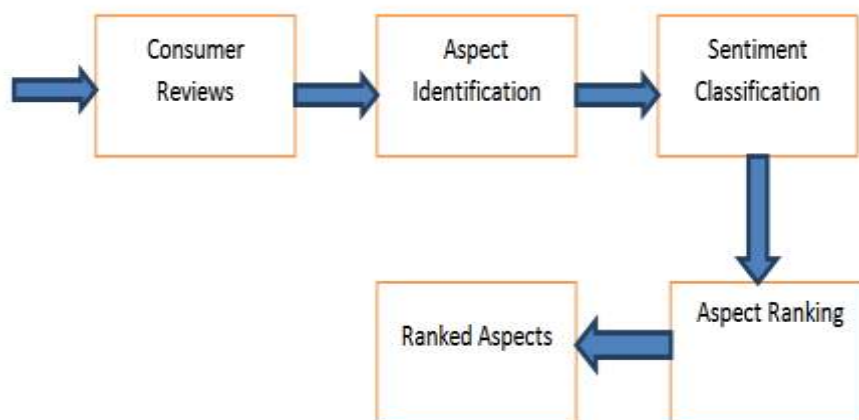 Consumer
Reviews
Aspect
Identification
Sentiment
Classification
Aspect Ranking
Ranked Aspects